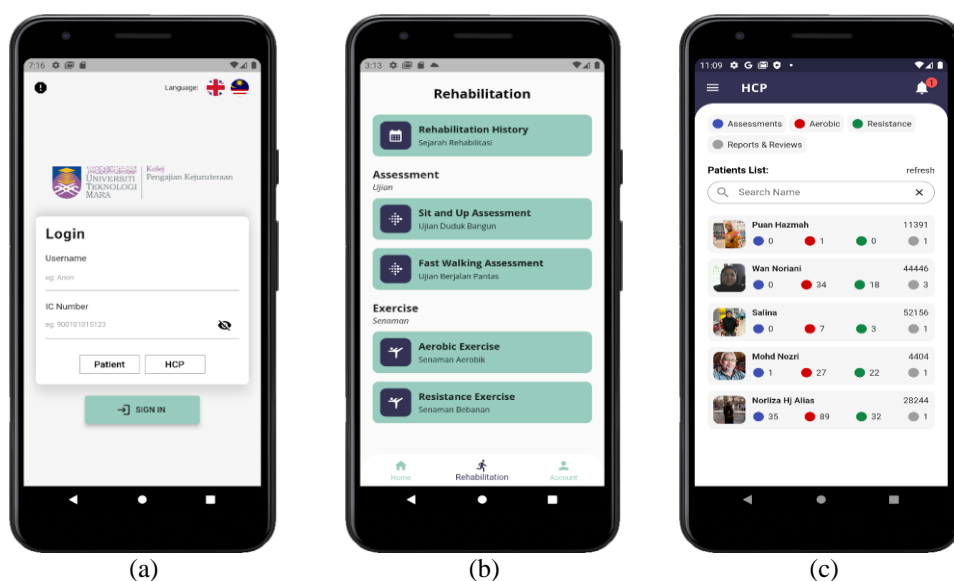 7:16
Language:
UNIVERSITI
TEKNOLOGI
MARA
Kolej
Pengajian Kejuruteraan
Login
Username
eg: Anon
IC Number
eg: 900101015123
Patient
HCP
SIGN IN
(a)
3:13
Rehabilitation
Rehabilitation History
Sejarah Rehabilitasi
Assessment
Ujian
Sit and Up Assessment
Ujian Duduk Bangun
Fast Walking Assessment
Ujian Berjalan Pantas
Exercise
Senaman
Aerobic Exercise
Senaman Aerobik
Resistance Exercise
Senaman Bebanan
Home
Rehabilitation
Account
(b)
11:09 G
HCP
1
Assessments Aerobic Resistance
Reports & Reviews
Patients List: refresh
Search Name
Puan Hazmah 11391
0 1 0 1
Wan Noriani 44446
0 34 18 3
Salina 52156
0 7 3 1
Mohd Nozri 4404
1 27 22 1
Norliza Hj Alias 28244
35 89 32 1
(c)